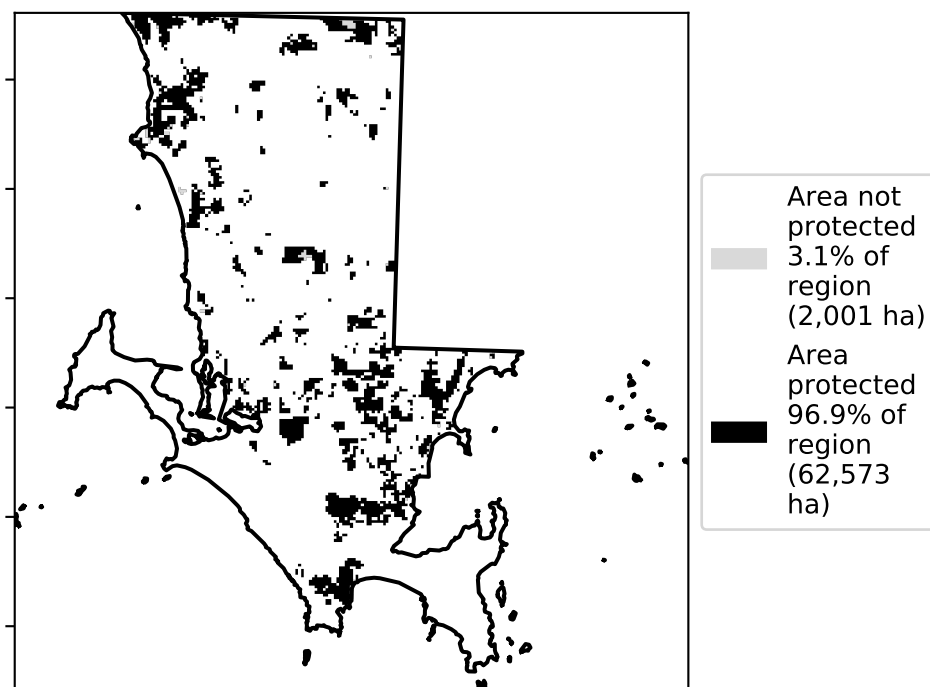 Area not
protected
3.1% of
region
(2,001 ha)
Area
protected
96.9% of
region
(62,573
ha)